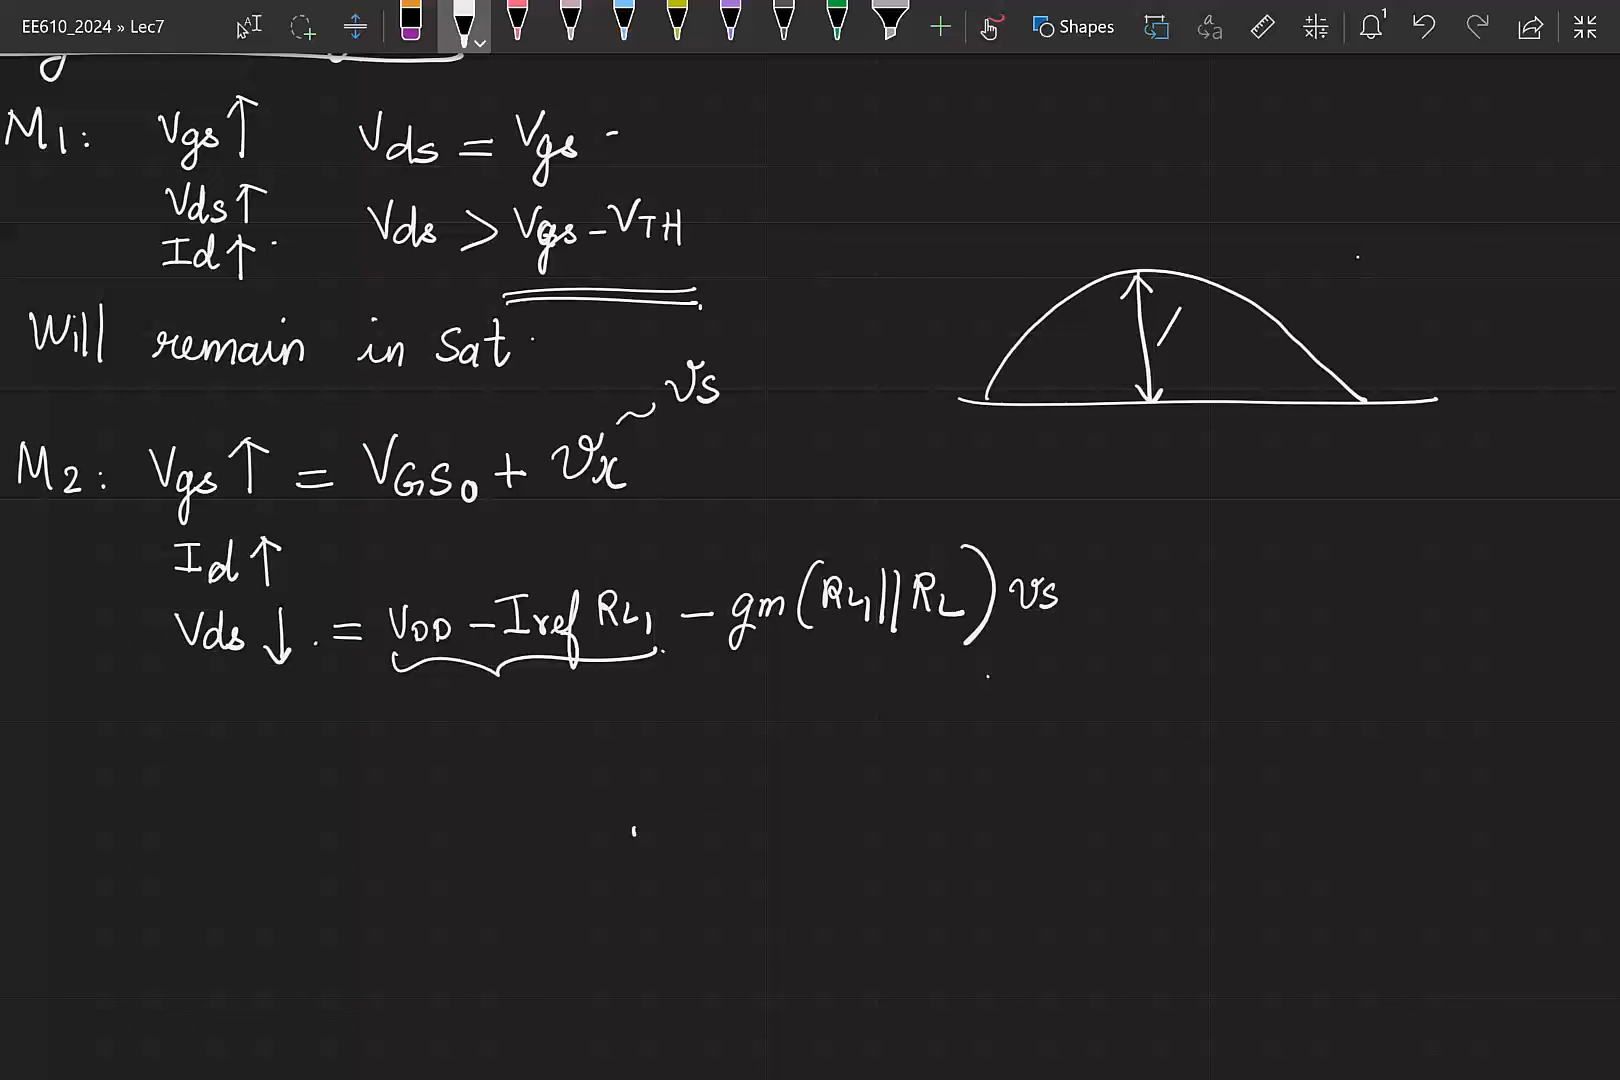 EE610_2024 » Lec7
Shapes
1
M1: Vgs↑ Vds = Vgs -
Vds↑
Id↑ Vds > Vgs - VTH
Will remain in Sat
~ vs
M2: Vgs↑ = VGS0 + vx
Id↑
Vds↓ = VDD - Iref RL1 - gm(RL1||RL) vs